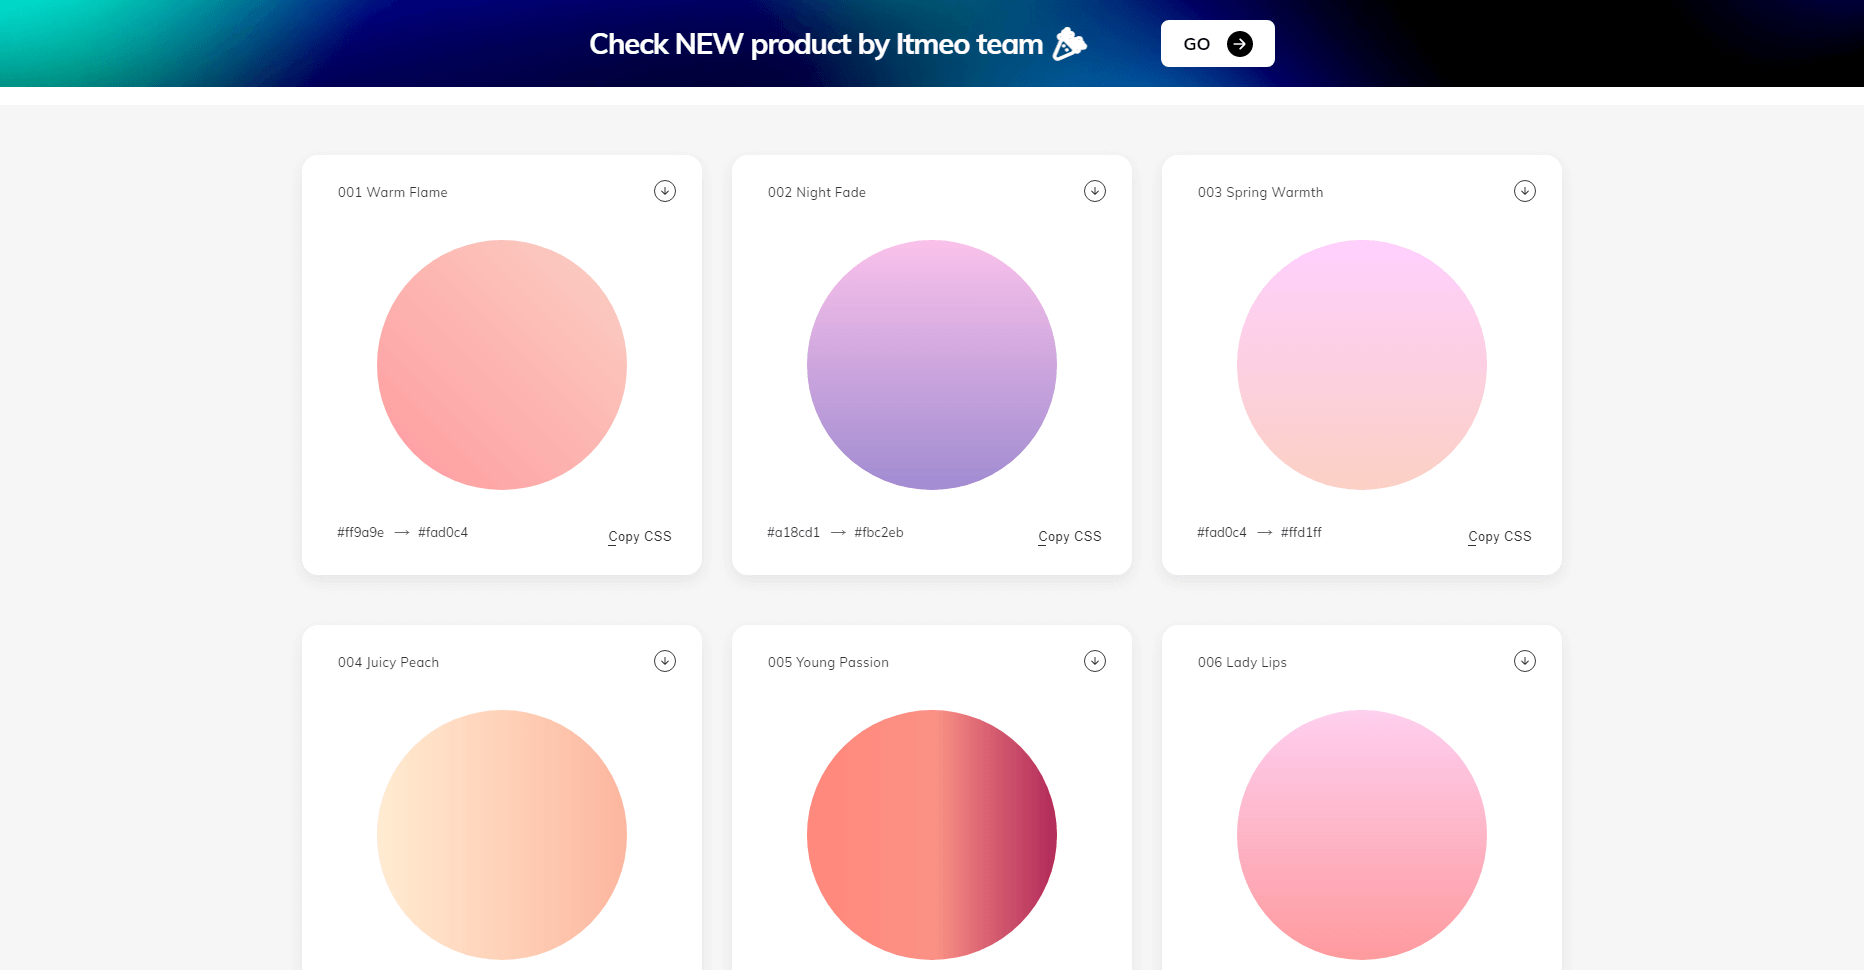 Check NEW product by Itmeo team
GO
001 Warm Flame
002 Night Fade
003 Spring Warmth
#ff9a9e → #fad0c4
Copy CSS
#a18cd1 → #fbc2eb
Copy CSS
#fad0c4 → #ffd1ff
Copy CSS
004 Juicy Peach
005 Young Passion
006 Lady Lips